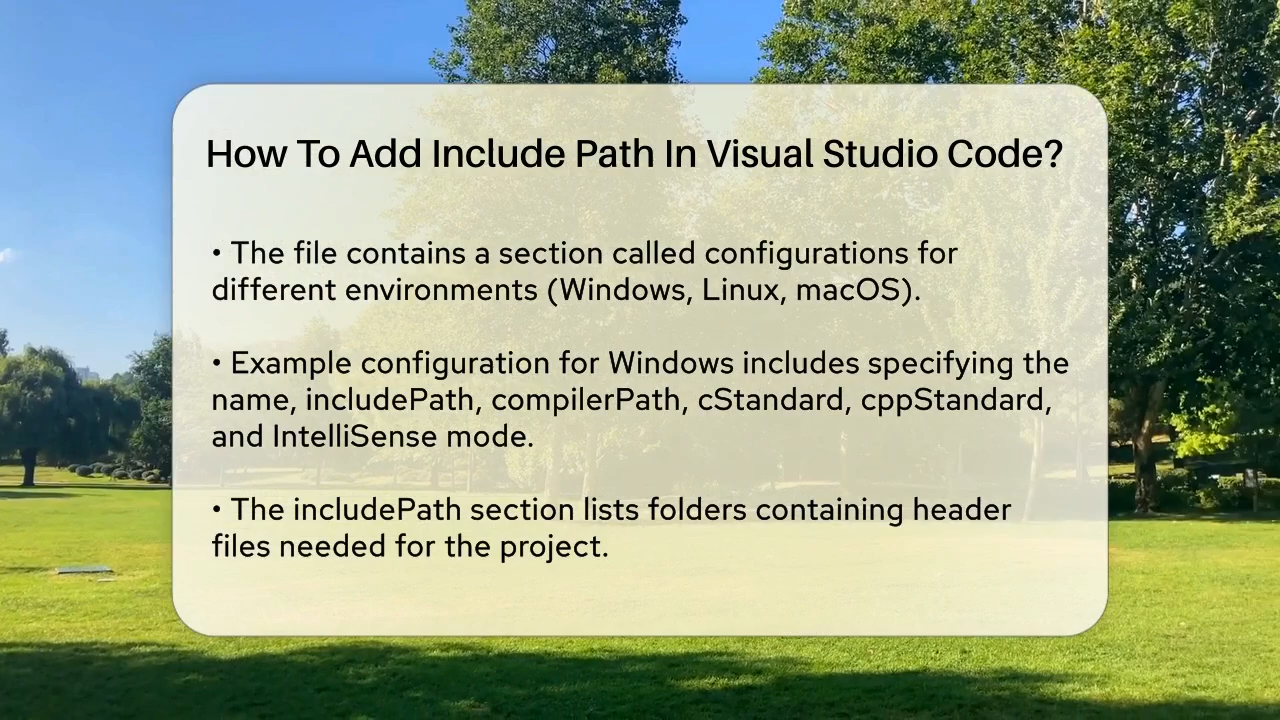 How To Add Include Path In Visual Studio Code?
• The file contains a section called configurations for
different environments (Windows, Linux, macOS).
• Example configuration for Windows includes specifying the
name, includePath, compilerPath, cStandard, cppStandard,
and IntelliSense mode.
• The includePath section lists folders containing header
files needed for the project.